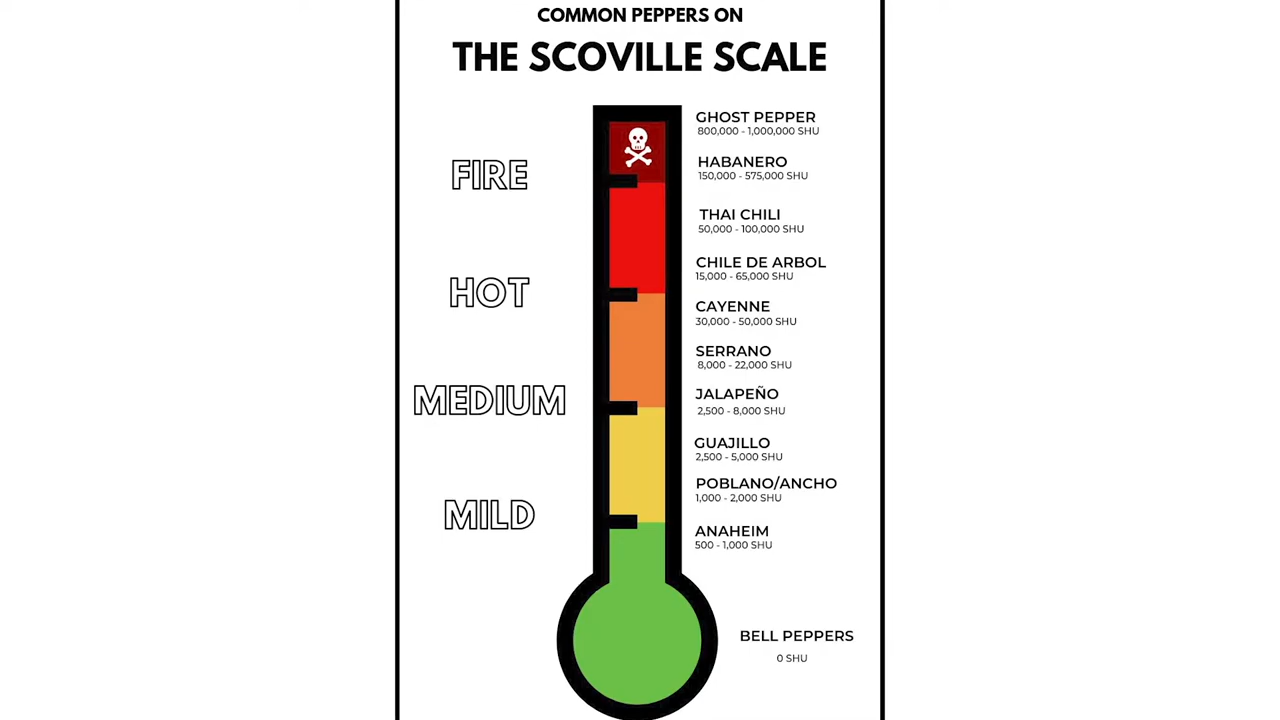 COMMON PEPPERS ON
THE SCOVILLE SCALE
FIRE
HOT
MEDIUM
MILD
GHOST PEPPER
800,000 - 1,000,000 SHU
HABANERO
150,000 - 575,000 SHU
THAI CHILI
50,000 - 100,000 SHU
CHILE DE ARBOL
15,000 - 65,000 SHU
CAYENNE
30,000 - 50,000 SHU
SERRANO
8,000 - 22,000 SHU
JALAPEÑO
2,500 - 8,000 SHU
GUAJILLO
2,500 - 5,000 SHU
POBLANO/ANCHO
1,000 - 2,000 SHU
ANAHEIM
500 - 1,000 SHU
BELL PEPPERS
0 SHU